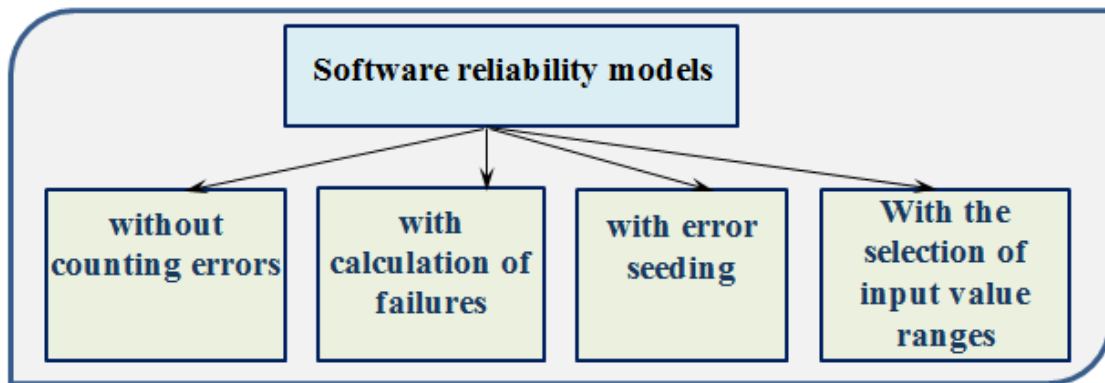 Software reliability models
without
counting errors
with
calculation of
failures
with error
seeding
With the
selection of
input value
ranges